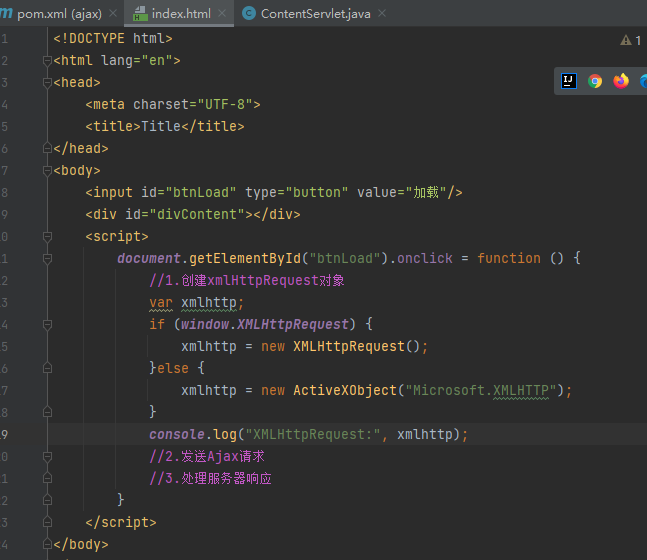 pom.xml (ajax) × index.html × ContentServlet.java ×
1 <!DOCTYPE html> 1
2 <html lang="en">
3 <head>
4 <meta charset="UTF-8">
5 <title>Title</title>
6 </head>
7 <body>
8 <input id="btnLoad" type="button" value="加载"/>
9 <div id="divContent"></div>
0 <script>
1 document.getElementById("btnLoad").onclick = function () {
2 //1.创建xmlHttpRequest对象
3 var xmlhttp;
4 if (window.XMLHttpRequest) {
5 xmlhttp = new XMLHttpRequest();
6 }else {
7 xmlhttp = new ActiveXObject("Microsoft.XMLHTTP");
8 }
9 console.log("XMLHttpRequest:", xmlhttp);
0 //2.发送Ajax请求
1 //3.处理服务器响应
2 }
3 </script>
4 </body>